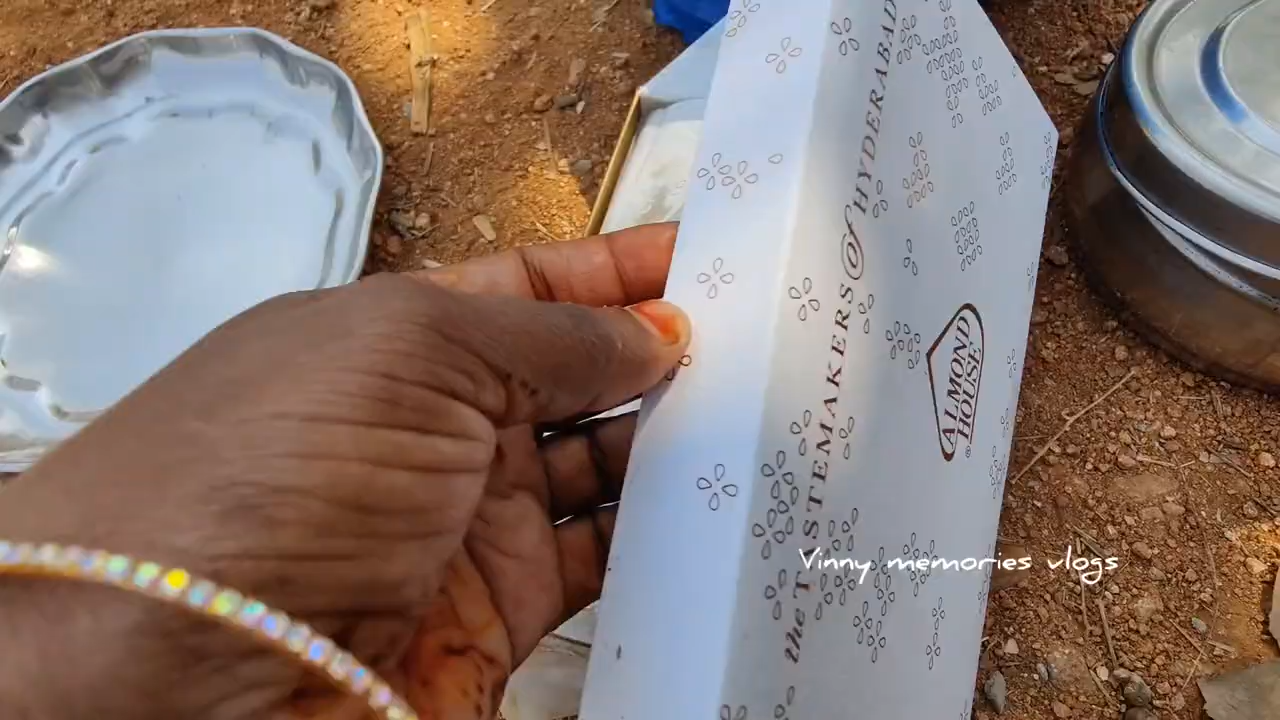 the TASTEMAKERS of HYDERABAD
ALMOND
HOUSE
®
Vinny memories vlogs